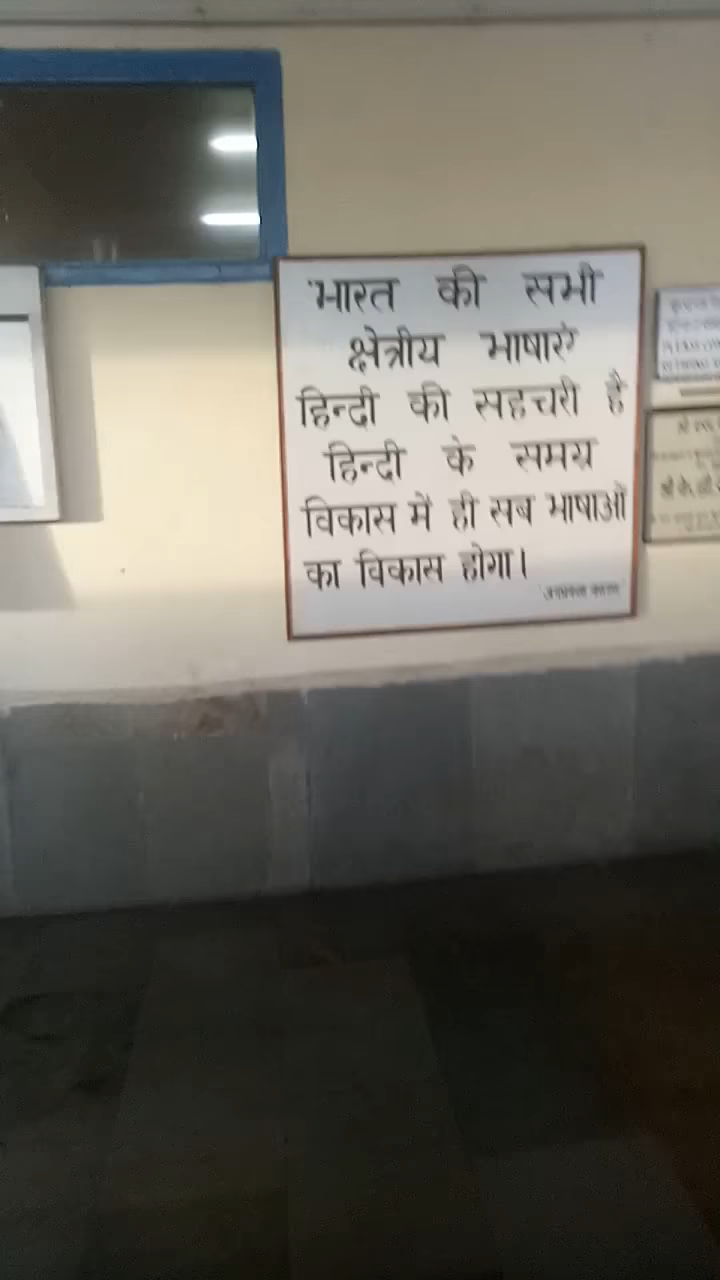 भारत की सभी
क्षेत्रीय भाषाएं
हिन्दी की सहचरी है
हिन्दी के समग्र
विकास में ही सब भाषाओं
का विकास होगा।